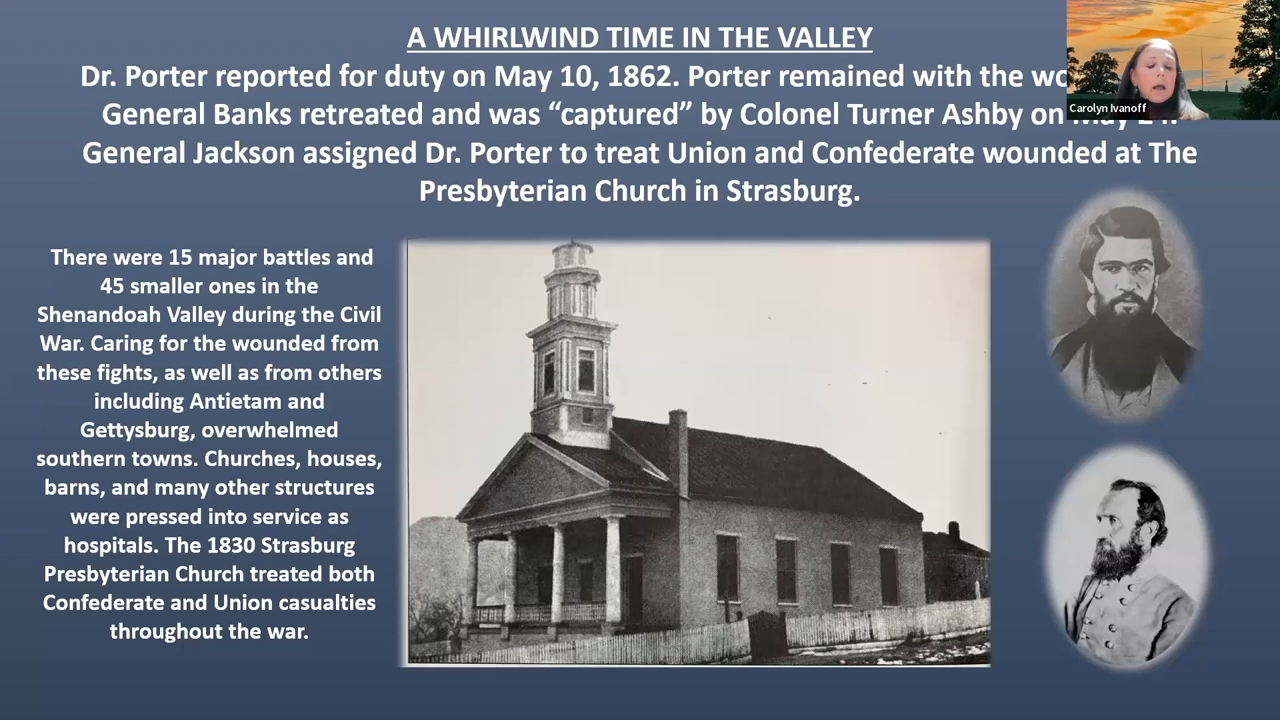 A WHIRLWIND TIME IN THE VALLEY
Dr. Porter reported for duty on May 10, 1862. Porter remained with the
General Banks retreated and was “captured” by Colonel Turner Ashby on
General Jackson assigned Dr. Porter to treat Union and Confederate wounded at The
Presbyterian Church in Strasburg.
Carolyn Ivanoff
There were 15 major battles and
45 smaller ones in the
Shenandoah Valley during the Civil
War. Caring for the wounded from
these fights, as well as from others
including Antietam and
Gettysburg, overwhelmed
southern towns. Churches, houses,
barns, and many other structures
were pressed into service as
hospitals. The 1830 Strasburg
Presbyterian Church treated both
Confederate and Union casualties
throughout the war.